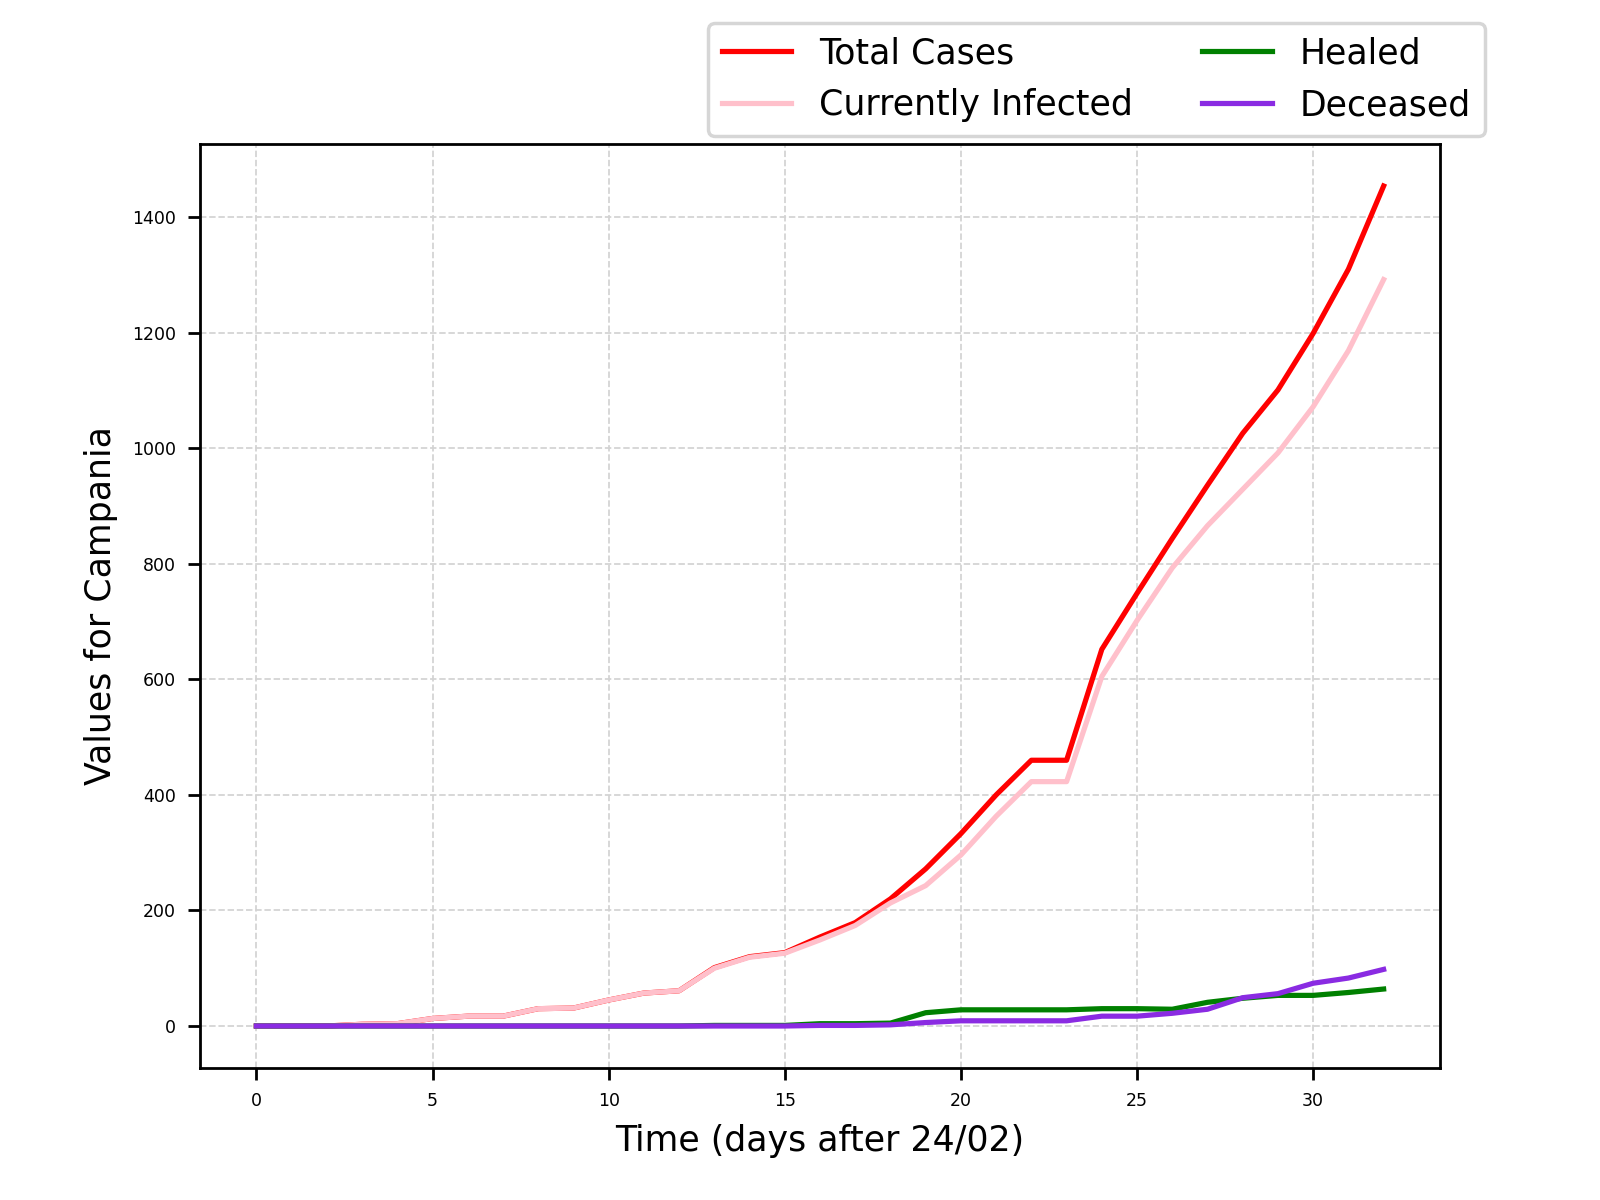 Total Cases
Currently Infected
Healed
Deceased
1400
1200
1000
800
600
400
200
0
Values for Campania
0 5 10 15 20 25 30
Time (days after 24/02)